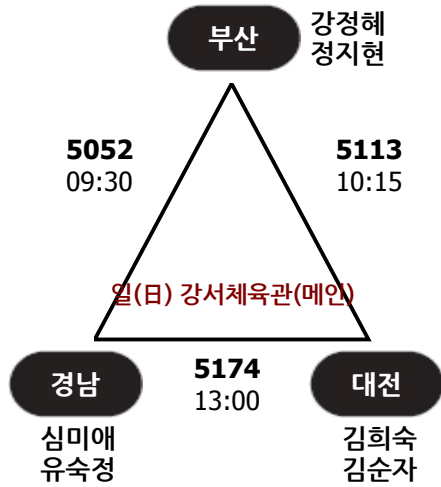 부산
강정혜
정지현
5052
09:30
5113
10:15
일(日) 강서체육관(메인)
경남
5174
13:00
대전
심미애
유숙정
김희숙
김순자